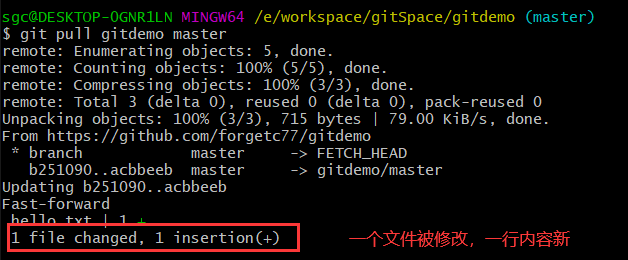 sgc@DESKTOP-OGNR1LN MINGW64 /e/workspace/gitSpace/gitdemo (master)
$ git pull gitdemo master
remote: Enumerating objects: 5, done.
remote: Counting objects: 100% (5/5), done.
remote: Compressing objects: 100% (3/3), done.
remote: Total 3 (delta 0), reused 0 (delta 0), pack-reused 0
Unpacking objects: 100% (3/3), 715 bytes | 79.00 KiB/s, done.
From https://github.com/forgetc77/gitdemo
 * branch            master     -> FETCH_HEAD
   b251090..acbbeeb  master     -> gitdemo/master
Updating b251090..acbbeeb
Fast-forward
 hello.txt | 1 +
 1 file changed, 1 insertion(+) 一个文件被修改，一行内容新